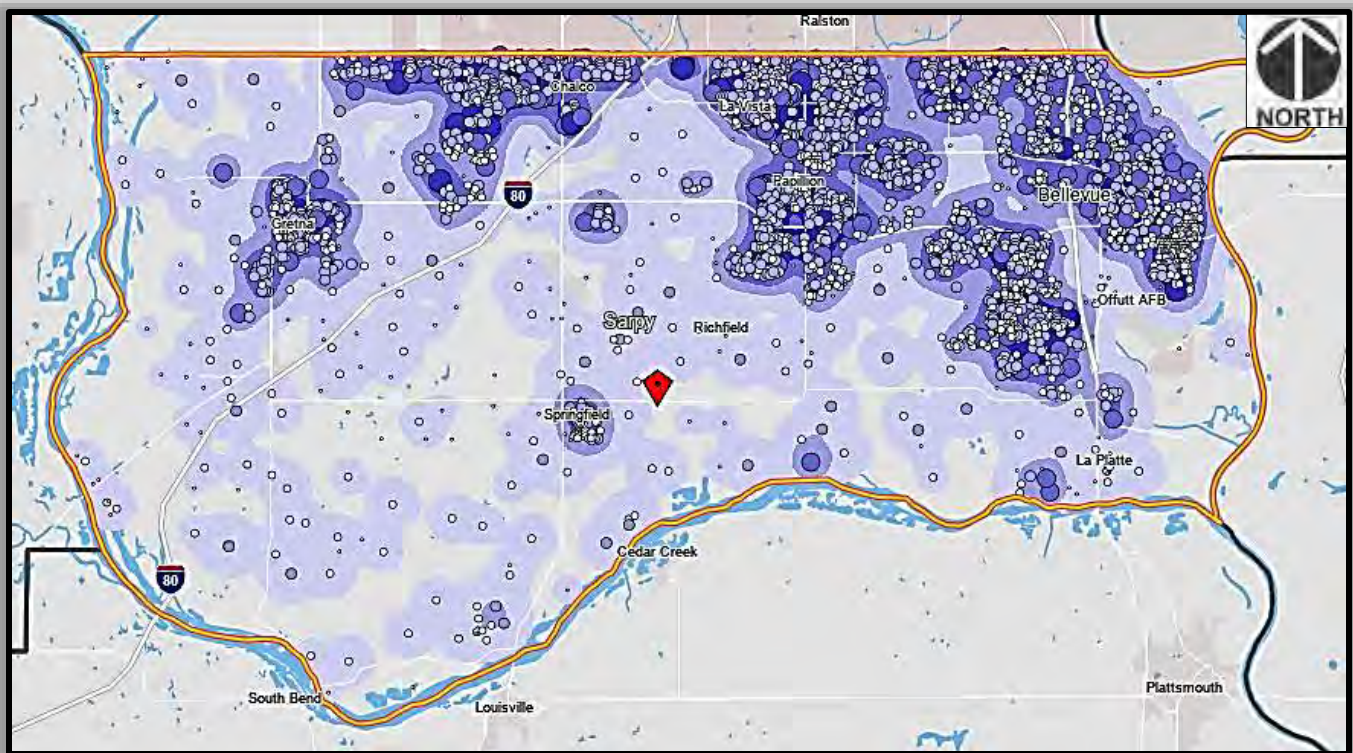 Ralston
NORTH
Chalco
La Vista
80
Papillion
Bellevue
Gretna
Offutt AFB
Sarpy
Richfield
Springfield
La Platte
Cedar Creek
80
South Bend
Louisville
Plattsmouth